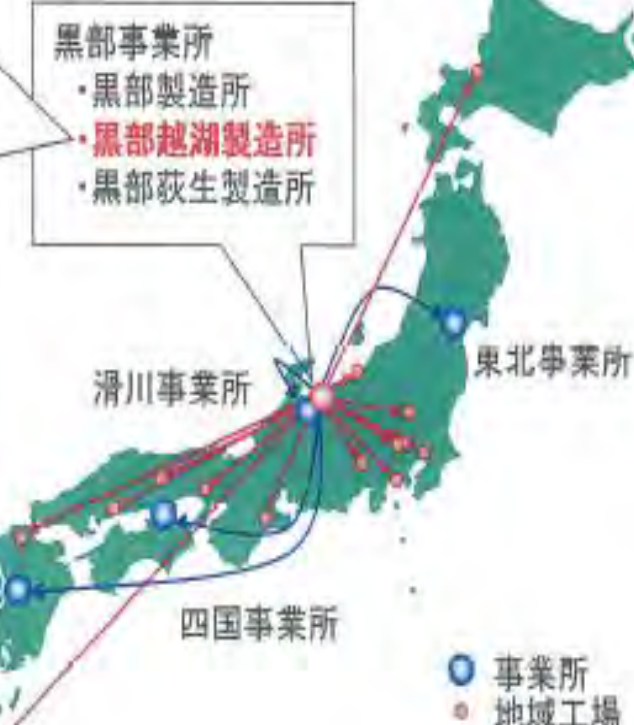 黒部事業所
・黒部製造所
・黒部越湖製造所
・黒部荻生製造所
東北事業所
滑川事業所
四国事業所
事業所
地域工場